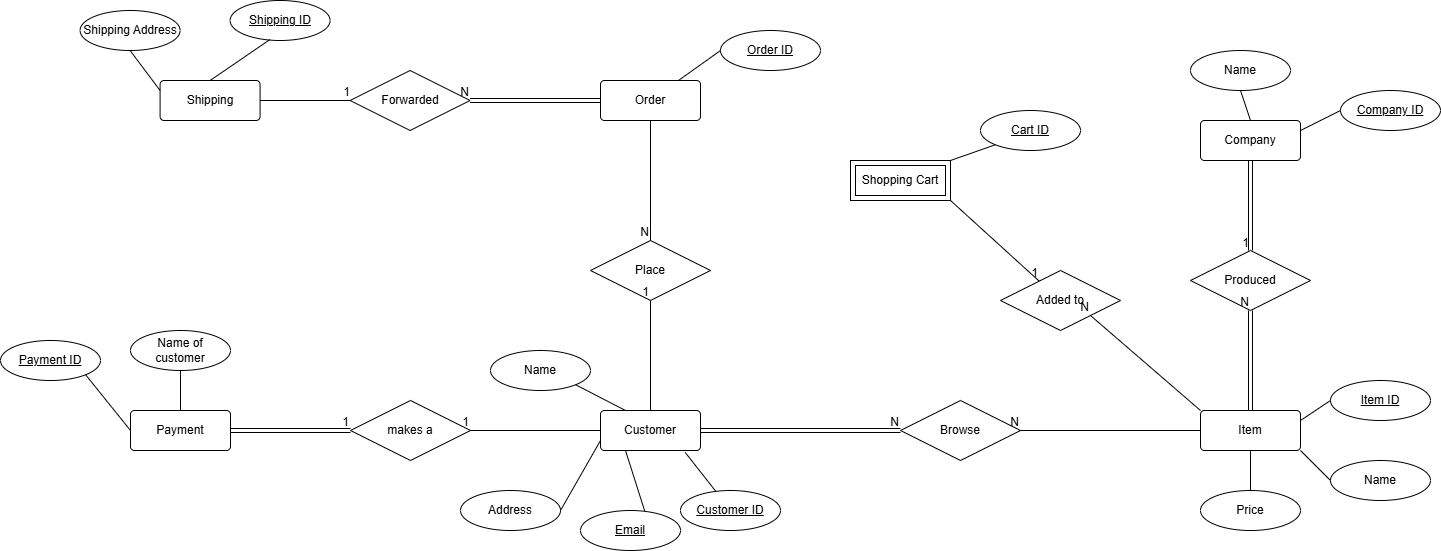 Shipping Address
Shipping ID
Order ID
Name
Shipping
1
Forwarded
N
Order
Company ID
Cart ID
Company
Shopping Cart
N
1
Place
1
Added to
N
1
Produced
N
1
Payment ID
Name of
customer
Name
Item ID
Payment
1
makes a
1
Customer
N
Browse
N
Item
Name
Address
Email
Customer ID
Price